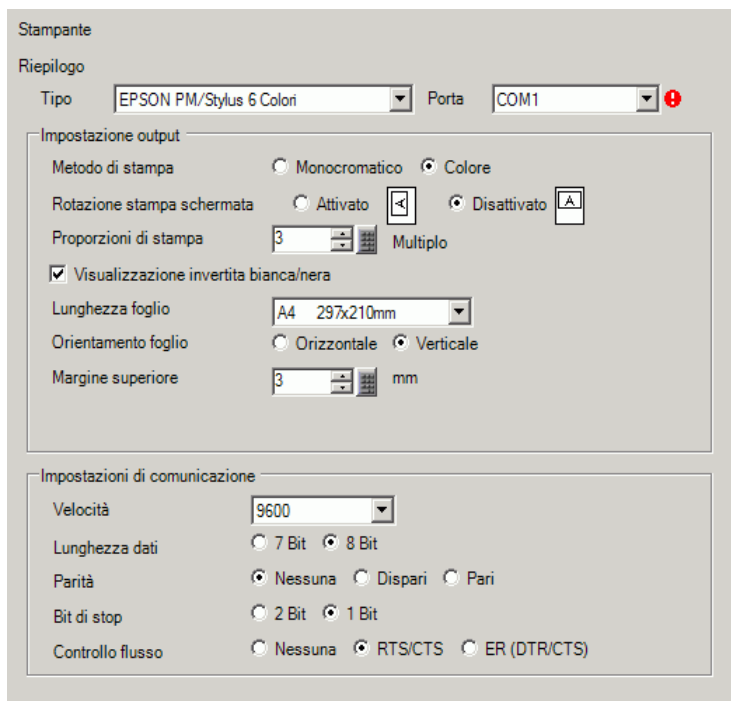 Stampante
Riepilogo
Tipo EPSON PM/Stylus 6 Colori Porta COM1
Impostazione output
Metodo di stampa Monocromatico Colore
Rotazione stampa schermata Attivato A Disattivato A
Proporzioni di stampa 3 Multiplo
Visualizzazione invertita bianca/nera
Lunghezza foglio A4 297x210mm
Orientamento foglio Orizzontale Verticale
Margine superiore 3 mm
Impostazioni di comunicazione
Velocità 9600
Lunghezza dati 7 Bit 8 Bit
Parità Nessuna Dispari Pari
Bit di stop 2 Bit 1 Bit
Controllo flusso Nessuna RTS/CTS ER (DTR/CTS)